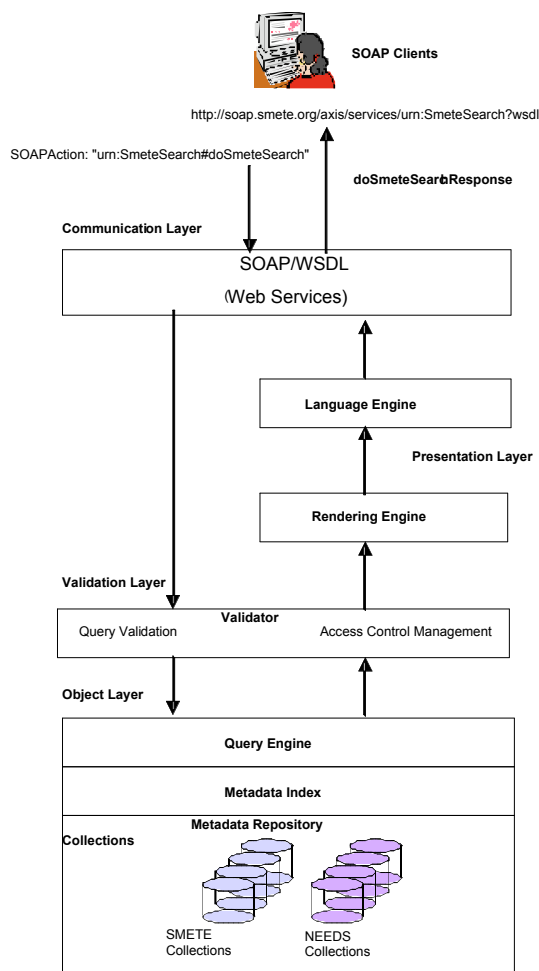 SOAP Clients
http://soap.smete.org/axis/services/urn:SmeteSearch?wsdl
SOAPAction: "urn:SmeteSearch#doSmeteSearch"
doSmeteSearchResponse
Communication Layer
SOAP/WSDL
(Web Services)
Language Engine
Presentation Layer
Rendering Engine
Validation Layer
Validator
Query Validation
Access Control Management
Object Layer
Query Engine
Metadata Index
Metadata Repository
Collections
SMETE
Collections
NEEDS
Collections